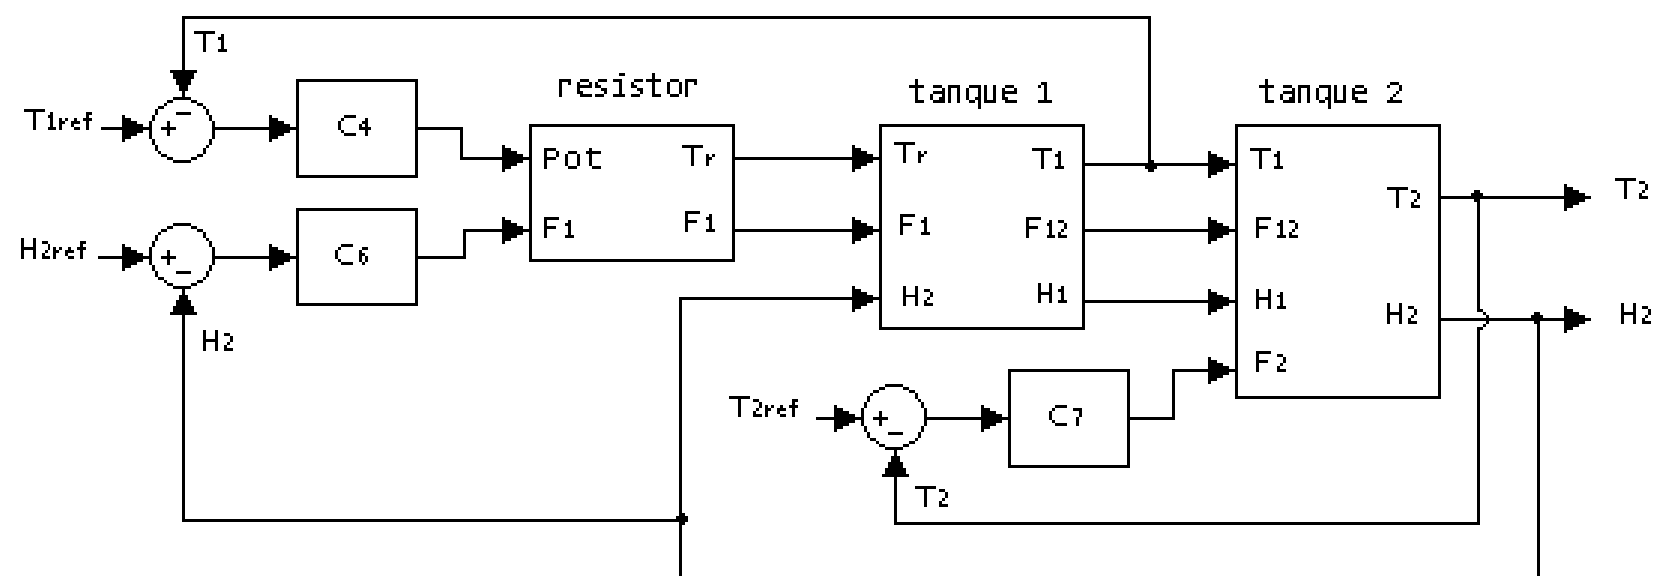 T1
resistor
tanque 1
tanque 2
T1ref
+
−
C4
Pot
Tr
F1
F1
Tr
T1
F1
F12
H2
H1
T1
T2
F12
H1
H2
F2
T2
H2
H2ref
+
−
C6
H2
T2ref
+
−
C7
T2